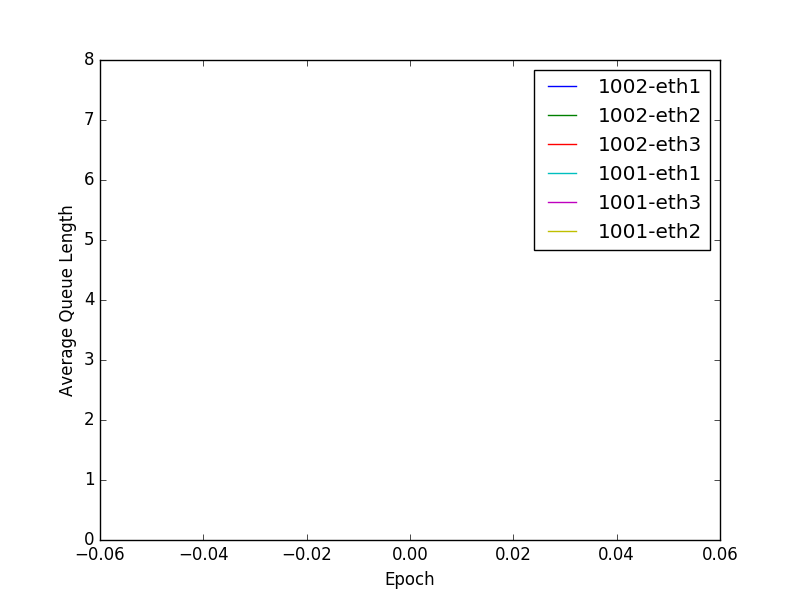 8
7
6
5
4
3
2
1
0
Average Queue Length
1002-eth1
1002-eth2
1002-eth3
1001-eth1
1001-eth3
1001-eth2
−0.06 −0.04 −0.02 0.00 0.02 0.04 0.06
Epoch